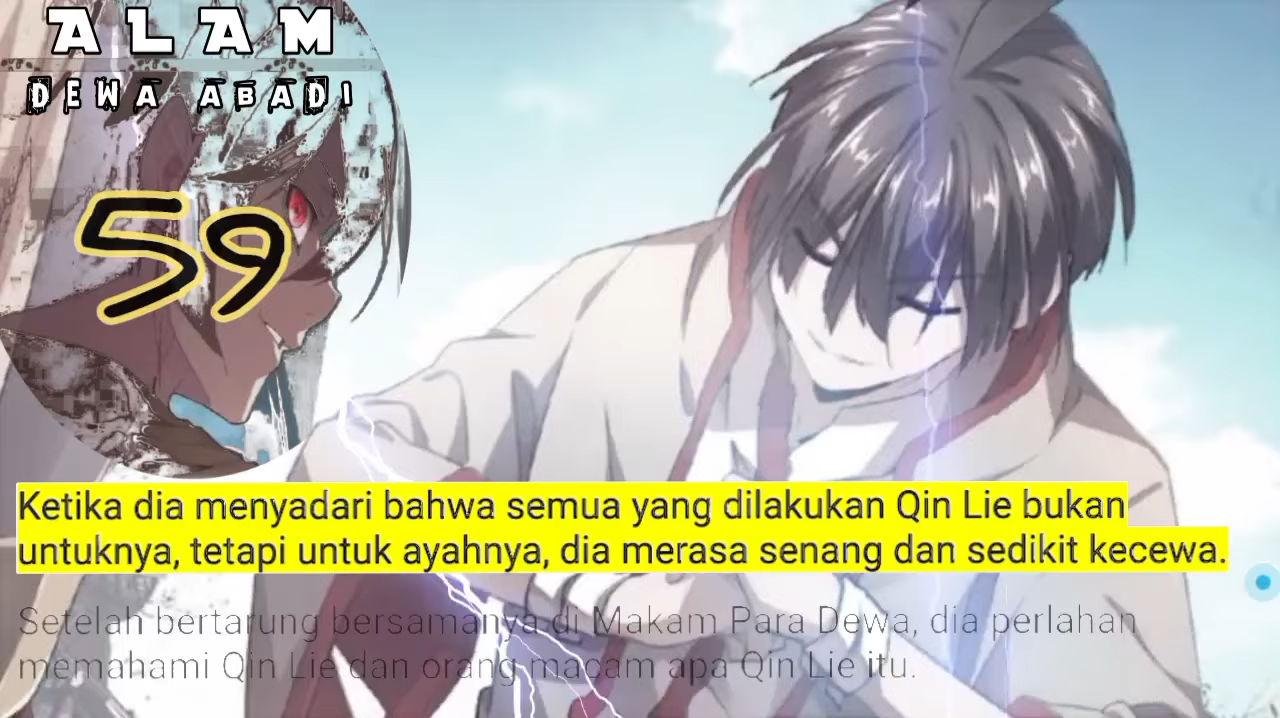 ALAM
DEWA ABADI
59
Ketika dia menyadari bahwa semua yang dilakukan Qin Lie bukan
untuknya, tetapi untuk ayahnya, dia merasa senang dan sedikit kecewa.
Setelah bertarung bersamanya di Makam Para Dewa, dia perlahan
memahami Qin Lie dan orang macam apa Qin Lie itu.